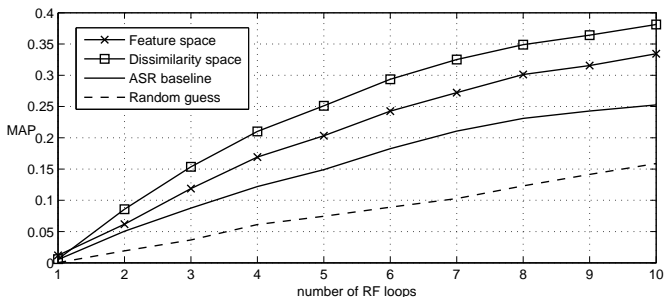 0.4
0.35
0.3
0.25
0.2
0.15
0.1
0.05
0
MAP
Feature space
Dissimilarity space
ASR baseline
Random guess
1 2 3 4 5 6 7 8 9 10
number of RF loops